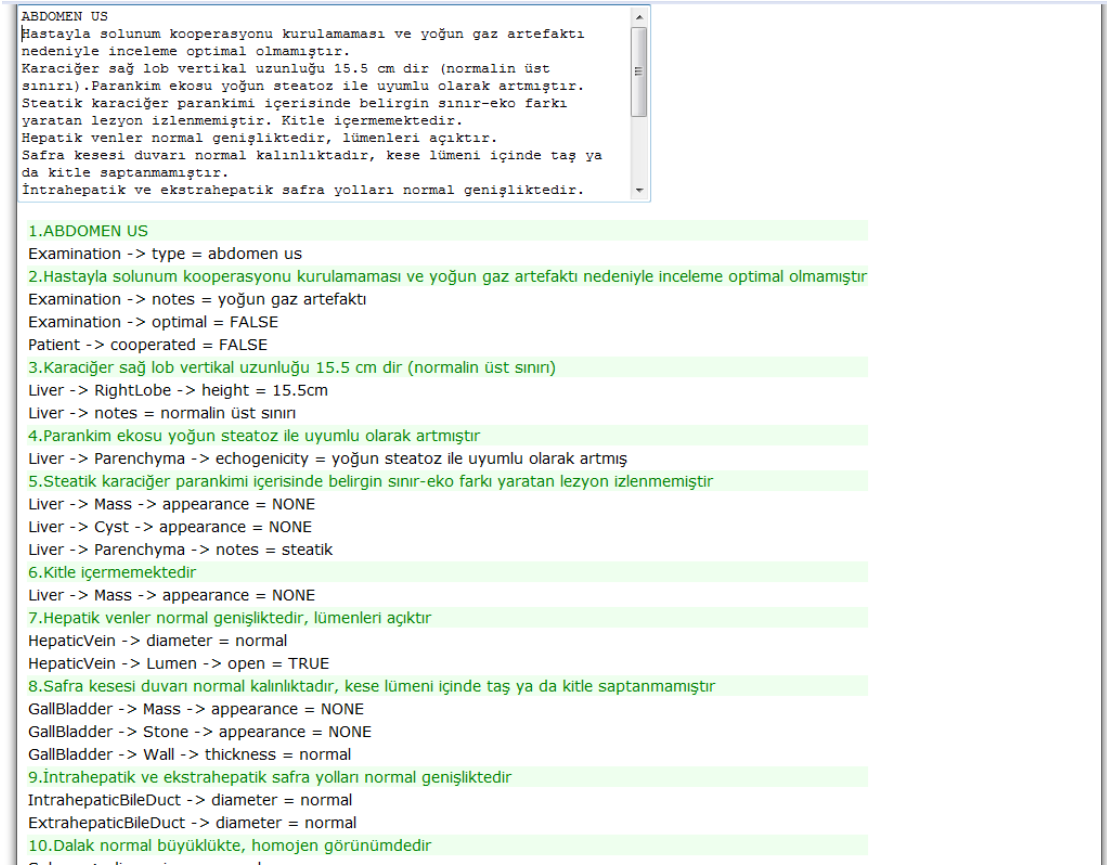 ABDOMEN US
Hastayla solunum kooperasyonu kurulamaması ve yoğun gaz artefaktı
nedeniyle inceleme optimal olmamıştır.
Karaciğer sağ lob vertikal uzunluğu 15.5 cm dir (normalin üst
sınırı).Parankim ekosu yoğun steatoz ile uyumlu olarak artmıştır.
Steatik karaciğer parankimi içerisinde belirgin sınır-eko farkı
yaratan lezyon izlenmemiştir. Kitle içermemektedir.
Hepatik venler normal genişliktedir, lümenleri açıktır.
Safra kesesi duvarı normal kalınlıktadır, kese lümeni içinde taş ya
da kitle saptanmamıştır.
İntrahepatik ve ekstrahepatik safra yolları normal genişliktedir.
1.ABDOMEN US
Examination -> type = abdomen us
2.Hastayla solunum kooperasyonu kurulamaması ve yoğun gaz artefaktı nedeniyle inceleme optimal olmamıştır
Examination -> notes = yoğun gaz artefaktı
Examination -> optimal = FALSE
Patient -> cooperated = FALSE
3.Karaciğer sağ lob vertikal uzunluğu 15.5 cm dir (normalin üst sınırı)
Liver -> RightLobe -> height = 15.5cm
Liver -> notes = normalin üst sınırı
4.Parankim ekosu yoğun steatoz ile uyumlu olarak artmıştır
Liver -> Parenchyma -> echogenicity = yoğun steatoz ile uyumlu olarak artmış
5.Steatik karaciğer parankimi içerisinde belirgin sınır-eko farkı yaratan lezyon izlenmemiştir
Liver -> Mass -> appearance = NONE
Liver -> Cyst -> appearance = NONE
Liver -> Parenchyma -> notes = steatik
6.Kitle içermemektedir
Liver -> Mass -> appearance = NONE
7.Hepatik venler normal genişliktedir, lümenleri açıktır
HepaticVein -> diameter = normal
HepaticVein -> Lumen -> open = TRUE
8.Safra kesesi duvarı normal kalınlıktadır, kese lümeni içinde taş ya da kitle saptanmamıştır
GallBladder -> Mass -> appearance = NONE
GallBladder -> Stone -> appearance = NONE
GallBladder -> Wall -> thickness = normal
9.İntrahepatik ve ekstrahepatik safra yolları normal genişliktedir
IntrahepaticBileDuct -> diameter = normal
ExtrahepaticBileDuct -> diameter = normal
10.Dalak normal büyüklükte, homojen görünümdedir